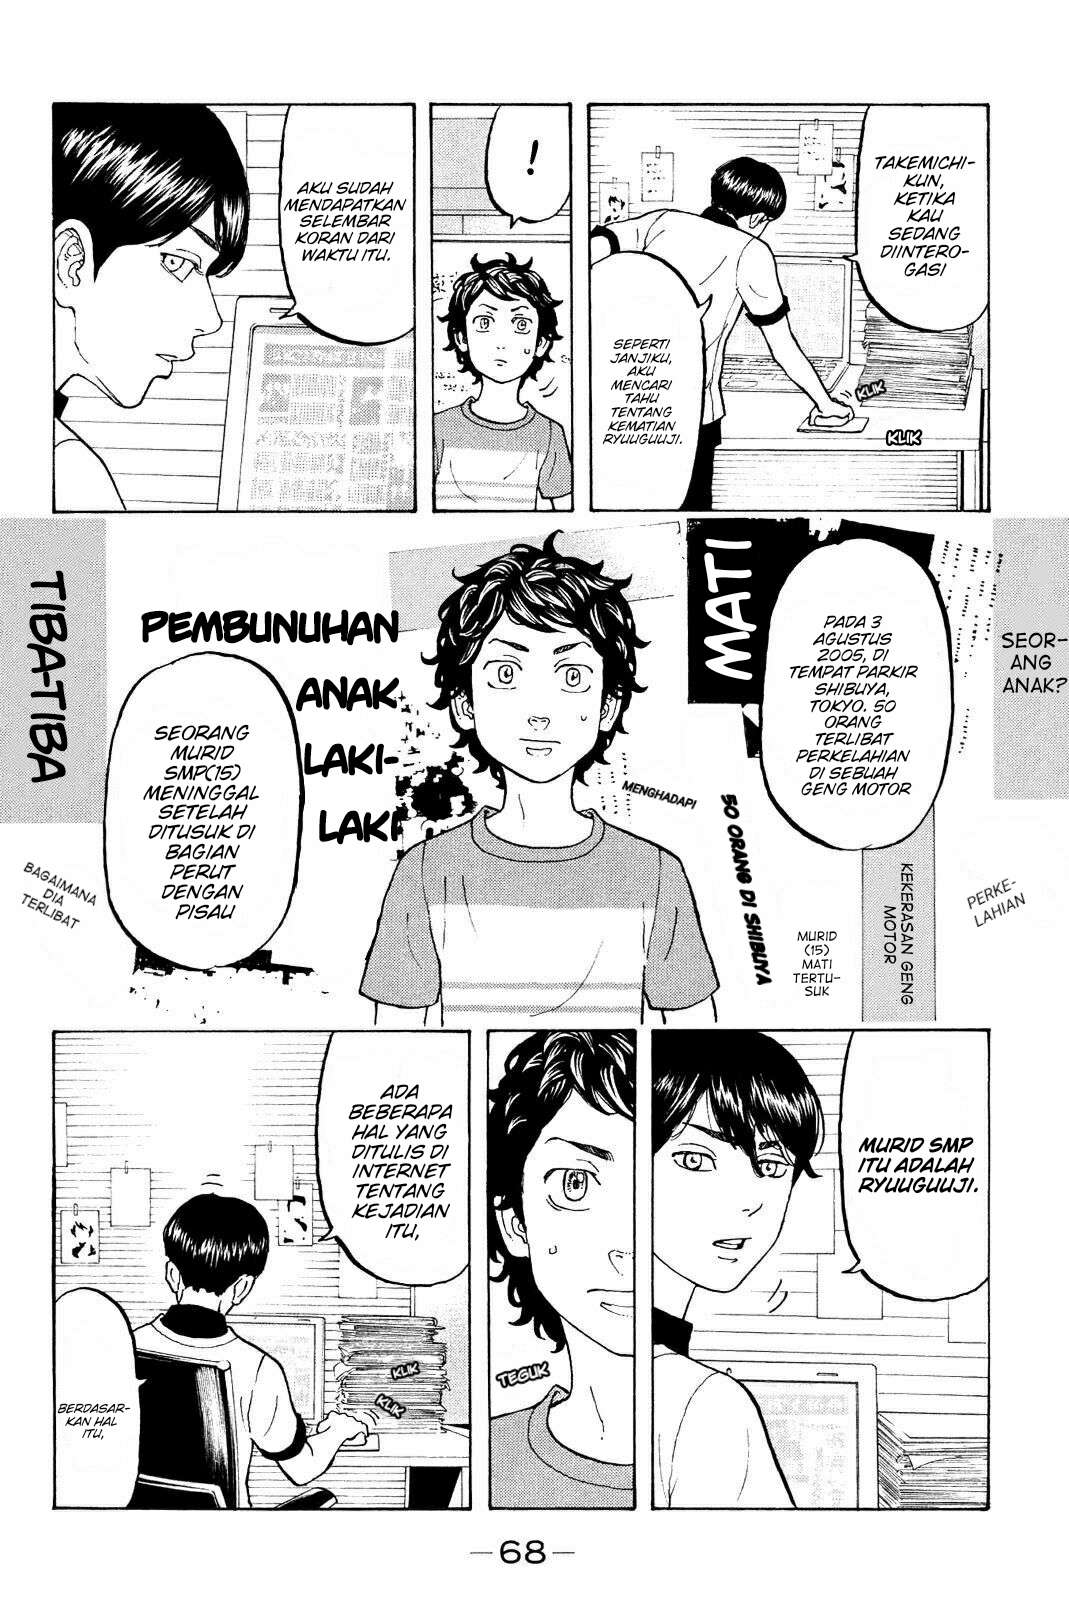 TAKEMICHI-
KUN,
KETIKA
KAU
SEDANG
DIINTERO-
GASI
SEPERTI
JANJIKU,
AKU
MENCARI
TAHU
TENTANG
KEMATIAN
RYUUGUUJI.
KLIK
KLIK
!
AKU SUDAH
MENDAPATKAN
SELEMBAR
KORAN DARI
WAKTU ITU.
SEOR-
ANG
ANAK?
PADA 3
AGUSTUS
2005, DI
TEMPAT PARKIR
SHIBUYA,
TOKYO. 50
ORANG
TERLIBAT
PERKELAHIAN
DI SEBUAH
GENG MOTOR
MATI
PERKE-
LAHIAN
KEKERASAN GENG
MOTOR
MURID
(15)
MATI
TERTU-
SUK
50 ORANG DI SHIBUYA
MENGHADAPI
PEMBUNUHAN
ANAK
LAKI-
LAKI
SEORANG
MURID
SMP(15)
MENINGGAL
SETELAH
DITUSUK DI
BAGIAN
PERUT
DENGAN
PISAU
TIBA-TIBA
BAGAIMANA
DIA
TERLIBAT
MURID SMP
ITU ADALAH
RYUUGUUJI.
TEGUK
ADA
BEBERAPA
HAL YANG
DITULIS DI
INTERNET
TENTANG
KEJADIAN
ITU,
KLIK
KLIK
BERDASAR-
KAN HAL
ITU,
—68—